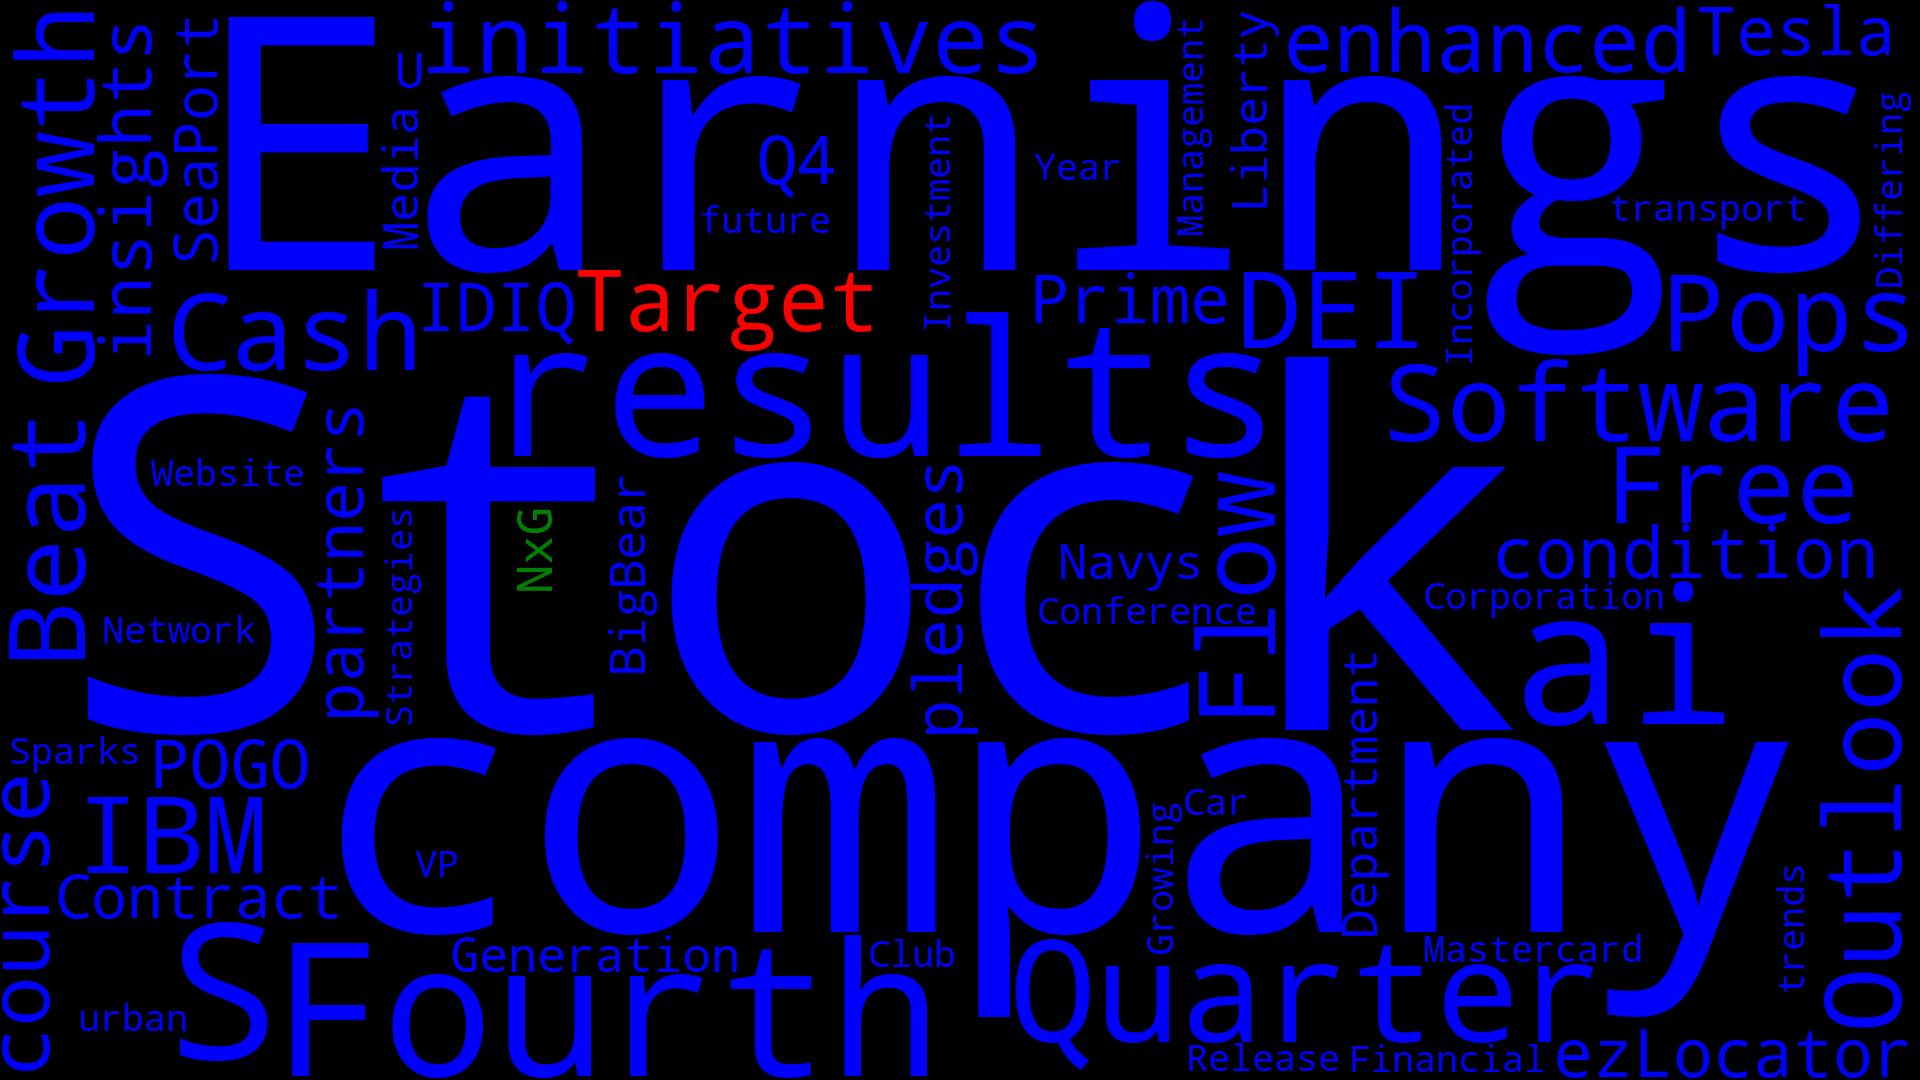 Growth
insights
SeaPort
Earnings
Media
U
initiatives
Q4
future
Investment
Year
Management
Liberty
enhanced
Tesla
Incorporated
transport
Differing
Cash
IDIQ
Target
Prime
DEI
Pops
Beat
Stock
results
Software
Website
partners
Strategies
NxG
BigBear
pledges
Navys
Conference
Flow
Free
condition
Corporation
ai
Network
Outlook
Sparks
POGO
company
Department
IBM
Car
Growing
VP
course
Contract
trends
S
Fourth
Generation
Club
Quarter
Mastercard
urban
Release
Financial
ezLocator